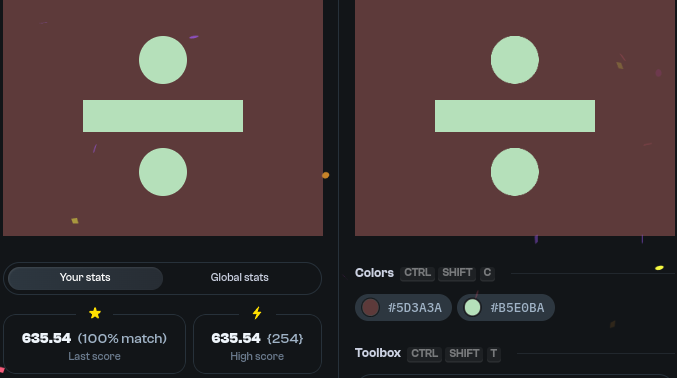 Your stats
Global stats
635.54 (100% match)
Last score
635.54 {254}
High score
Colors CTRL SHIFT C
#5D3A3A #B5E0BA
Toolbox CTRL SHIFT T